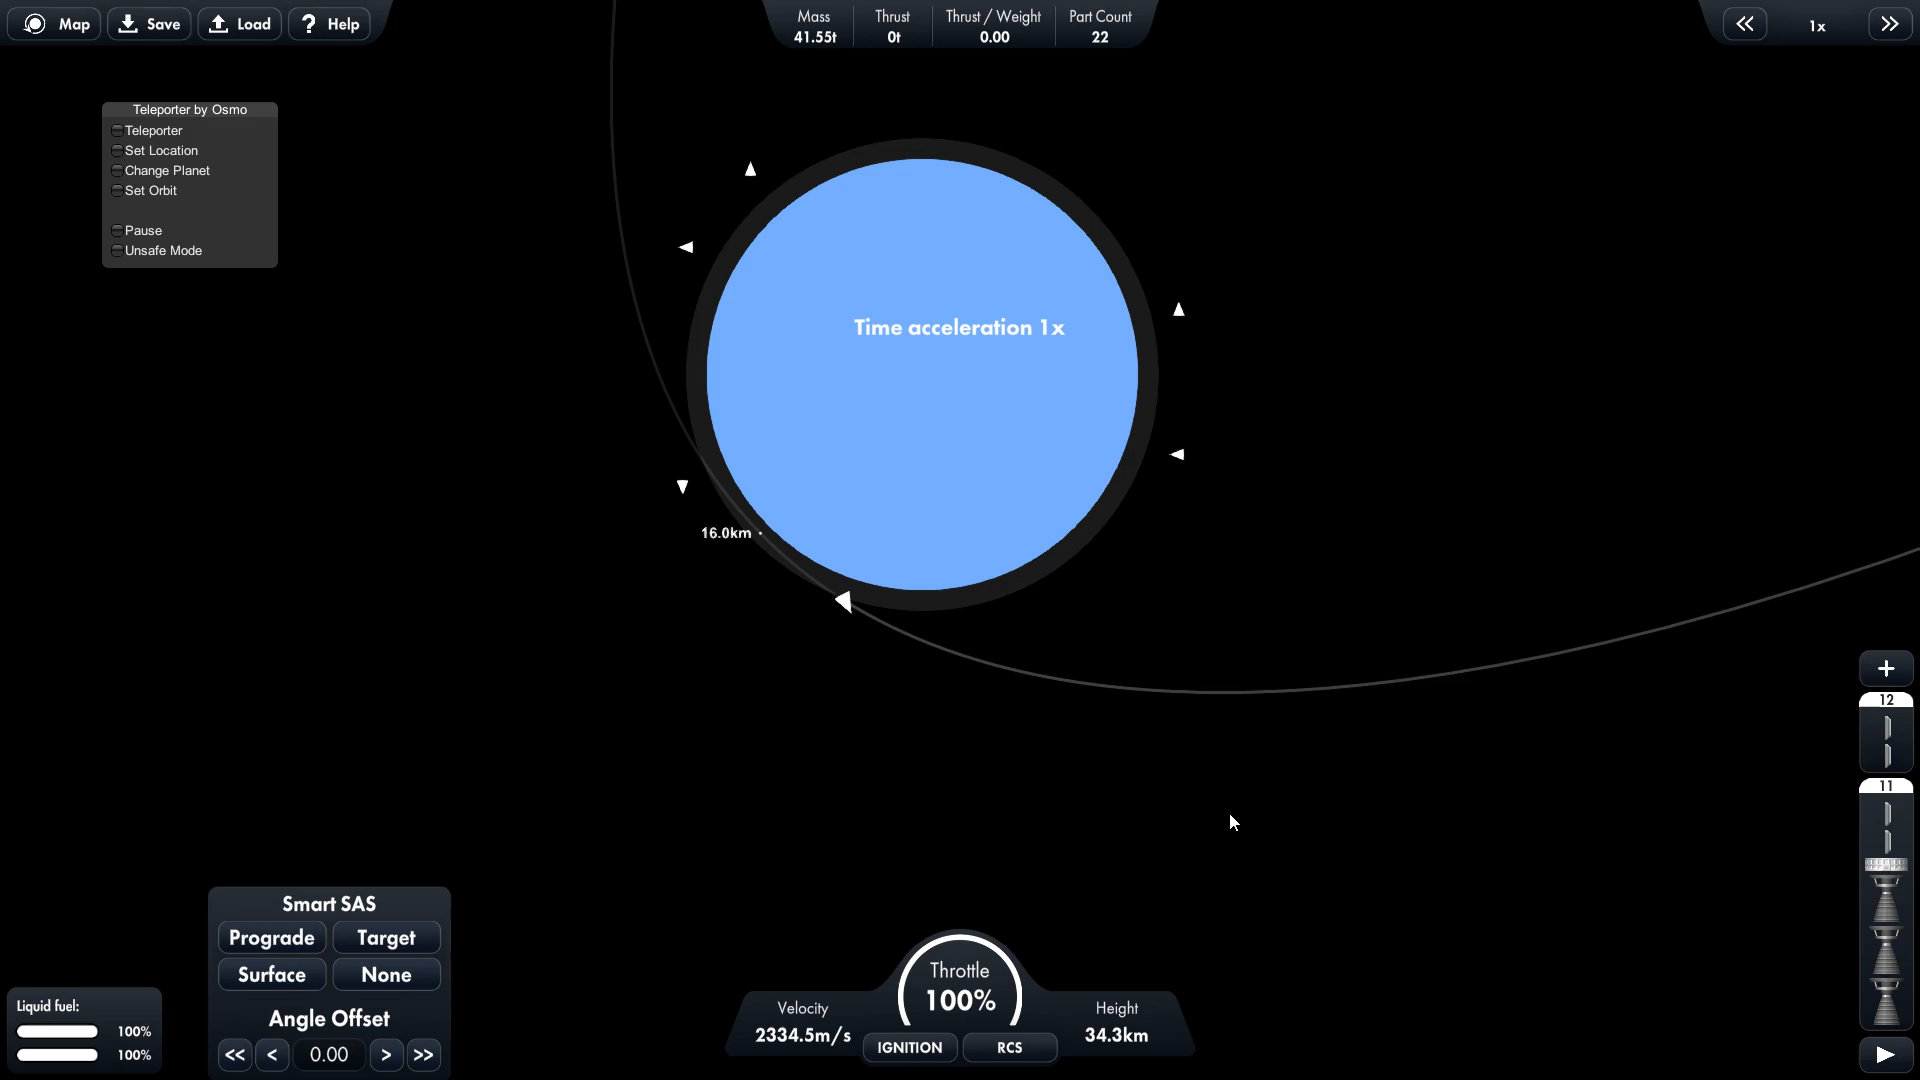 Map
Save
Load
Help
Mass
41.55t
Thrust
0t
Thrust / Weight
0.00
Part Count
22
1x
Teleporter by Osmo
Teleporter
Set Location
Change Planet
Set Orbit
Pause
Unsafe Mode
Time acceleration 1x
16.0km
12
11
Smart SAS
Prograde
Target
Surface
None
Angle Offset
<<
<
0.00
>
>>
Liquid fuel:
100%
100%
Throttle
100%
Velocity
2334.5m/s
Height
34.3km
IGNITION
RCS